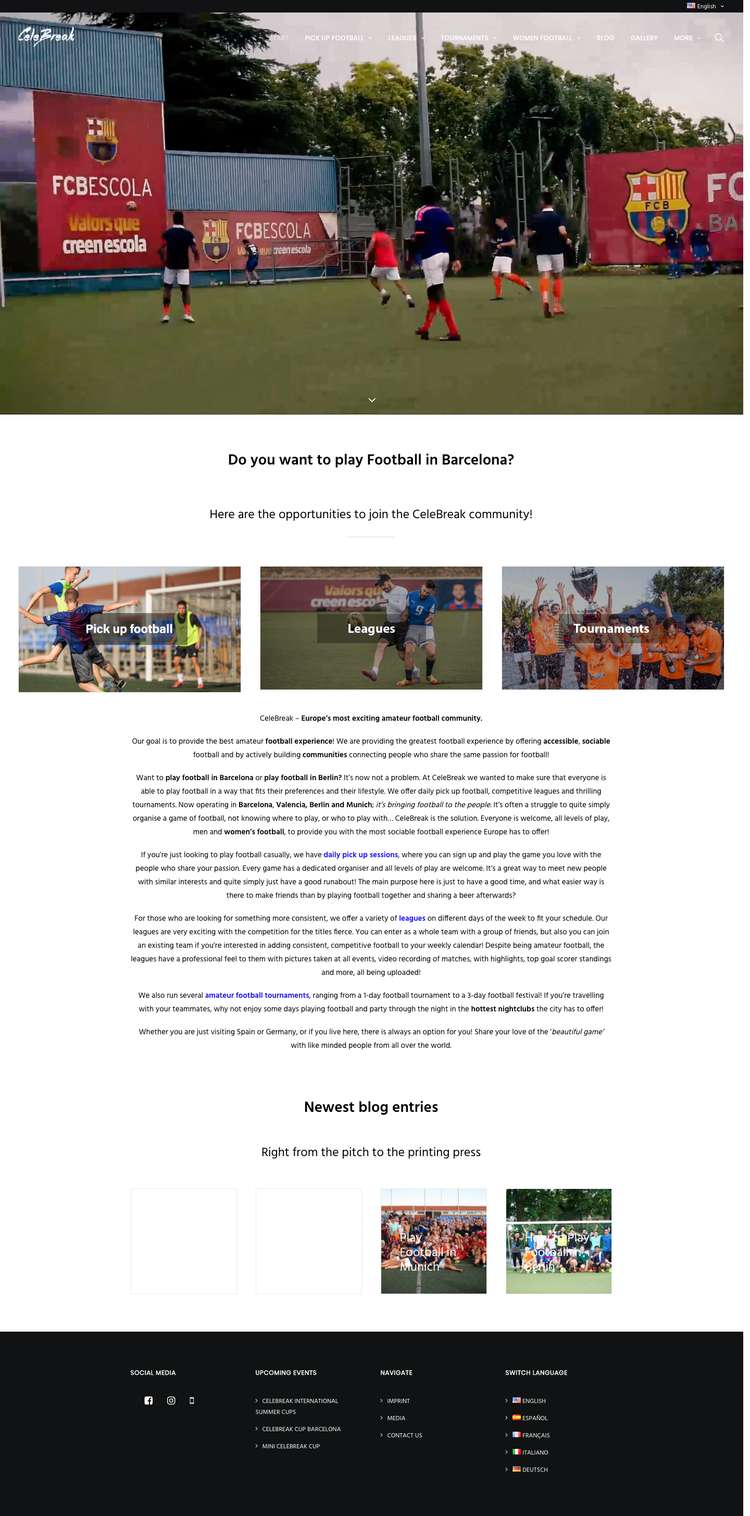 English
CeleBreak
START
PICK UP FOOTBALL
LEAGUES
TOURNAMENTS
WOMEN FOOTBALL
BLOG
GALLERY
MORE
FCB
FCBESCOLA
Valors que
creen escola
FCB
FCBESCOLA
Valors que creen escola
FCB
FC
BA
Do you want to play Football in Barcelona?
Here are the opportunities to join the CeleBreak community!
Pick up football
Valors que
creen escola
9
Leagues
Tournaments
CeleBreak – Europe's most exciting amateur football community.
Our goal is to provide the best amateur football experience! We are providing the greatest football experience by offering accessible, sociable
football and by actively building communities connecting people who share the same passion for football!
Want to play football in Barcelona or play football in Berlin? It's now not a problem. At CeleBreak we wanted to make sure that everyone is
able to play football in a way that fits their preferences and their lifestyle. We offer daily pick up football, competitive leagues and thrilling
tournaments. Now operating in Barcelona, Valencia, Berlin and Munich; it's bringing football to the people. It's often a struggle to quite simply
organise a game of football, not knowing where to play, or who to play with… CeleBreak is the solution. Everyone is welcome, all levels of play,
men and women's football, to provide you with the most sociable football experience Europe has to offer!
If you're just looking to play football casually, we have daily pick up sessions, where you can sign up and play the game you love with the
people who share your passion. Every game has a dedicated organiser and all levels of play are welcome. It's a great way to meet new people
with similar interests and quite simply just have a good runabout! The main purpose here is just to have a good time, and what easier way is
there to make friends than by playing football together and sharing a beer afterwards?
For those who are looking for something more consistent, we offer a variety of leagues on different days of the week to fit your schedule. Our
leagues are very exciting with the competition for the titles fierce. You can enter as a whole team with a group of friends, but also you can join
an existing team if you're interested in adding consistent, competitive football to your weekly calendar! Despite being amateur football, the
leagues have a professional feel to them with pictures taken at all events, video recording of matches, with highlights, top goal scorer standings
and more, all being uploaded!
We also run several amateur football tournaments, ranging from a 1-day football tournament to a 3-day football festival! If you're travelling
with your teammates, why not enjoy some days playing football and party through the night in the hottest nightclubs the city has to offer!
Whether you are just visiting Spain or Germany, or if you live here, there is always an option for you! Share your love of the 'beautiful game'
with like minded people from all over the world.
Newest blog entries
Right from the pitch to the printing press
Play
Football in
Munich
How to Play
Football in
Berlin
SOCIAL MEDIA
UPCOMING EVENTS
CELEBREAK INTERNATIONAL
SUMMER CUPS
CELEBREAK CUP BARCELONA
MINI CELEBREAK CUP
NAVIGATE
IMPRINT
MEDIA
CONTACT US
SWITCH LANGUAGE
ENGLISH
ESPAÑOL
FRANÇAIS
ITALIANO
DEUTSCH